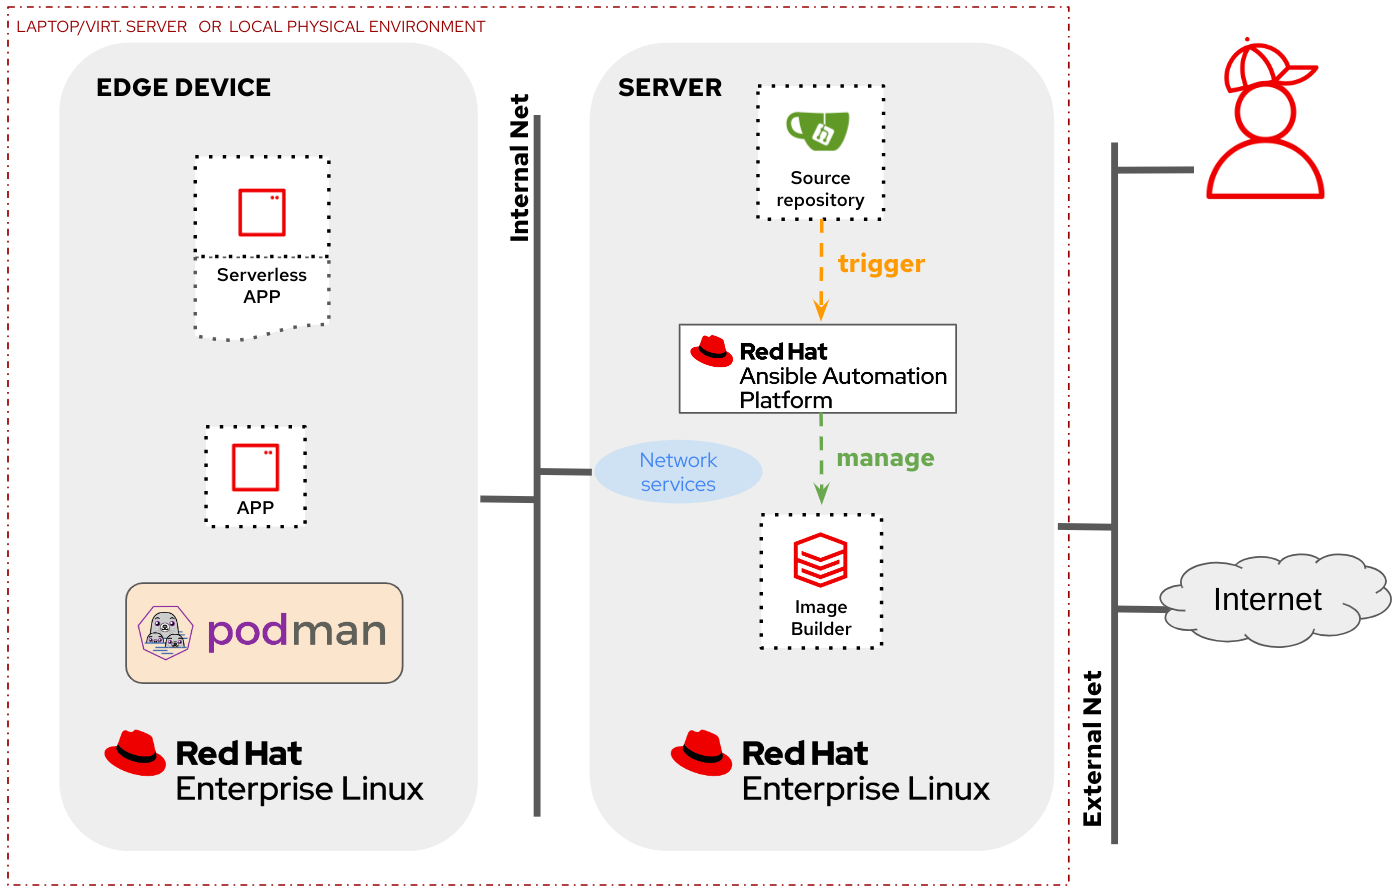 LAPTOP/VIRT. SERVER OR LOCAL PHYSICAL ENVIRONMENT
EDGE DEVICE
Serverless
APP
APP
podman
Red Hat
Enterprise Linux
Internal Net
SERVER
Source
repository
trigger
Red Hat
Ansible Automation
Platform
manage
Network
services
Image
Builder
Red Hat
Enterprise Linux
External Net
Internet